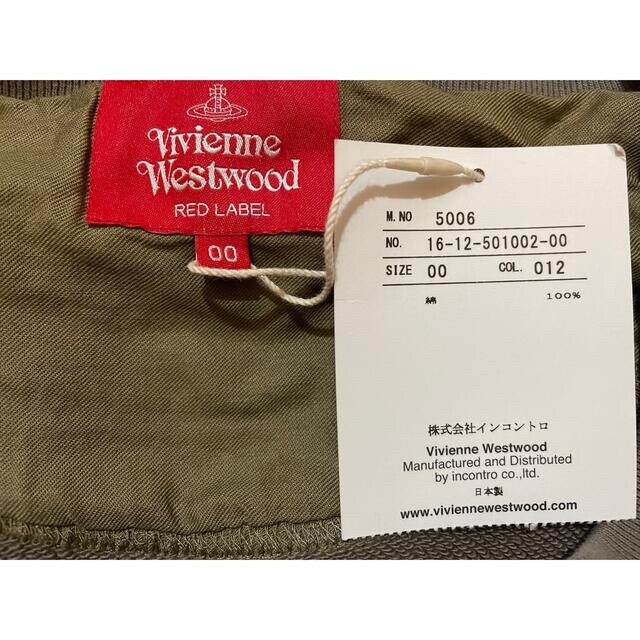 Vivienne
Westwood
RED LABEL
00
M.NO 5006
NO. 16-12-501002-00
SIZE 00 COL. 012
綿 100%
株式会社インコントロ
Vivienne Westwood
Manufactured and Distributed
by incontro co.,ltd.
日本製
www.viviennewestwood.com